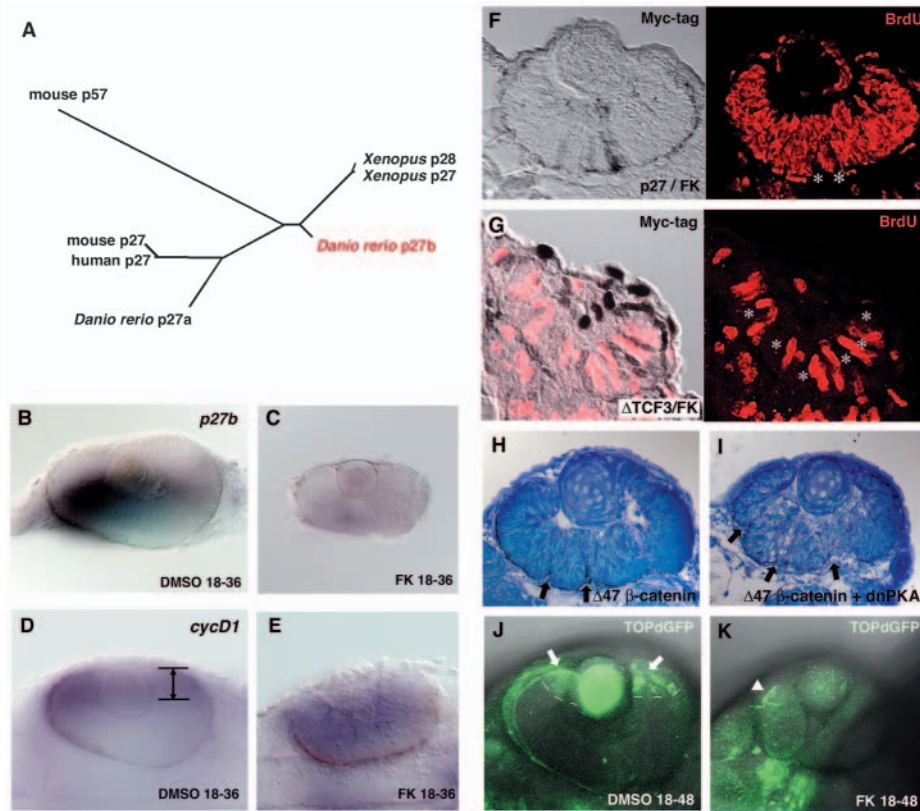 A
mouse p57
Xenopus p28
Xenopus p27
Danio rerio p27b
mouse p27
human p27
Danio rerio p27a
B
p27b
DMSO 18-36
C
FK 18-36
D
cycD1
DMSO 18-36
E
FK 18-36
F
Myc-tag
p27 / FK
BrdU
* *
G
Myc-tag
ΔTCF3/FK
BrdU
* * * * * *
H
Δ47 β-catenin
I
Δ47 β-catenin + dnPKA
J
TOPdGFP
DMSO 18-48
K
TOPdGFP
FK 18-48